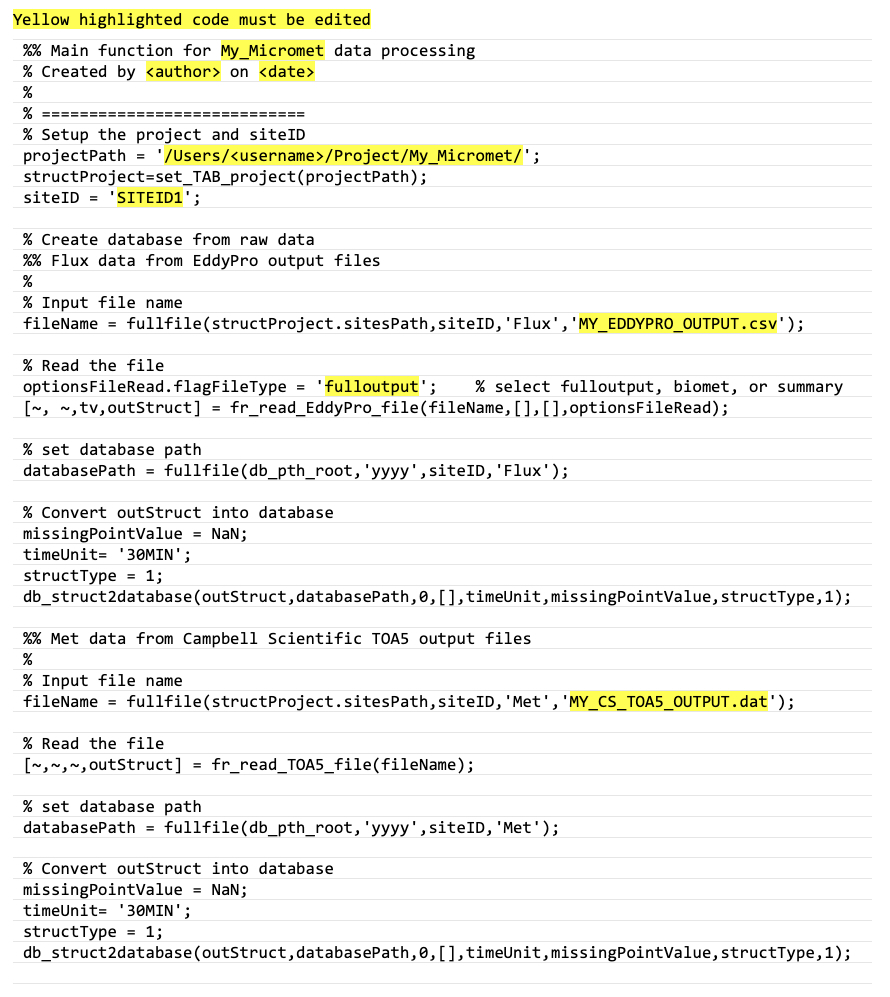 Yellow highlighted code must be edited
%% Main function for My_Micromet data processing
% Created by <author> on <date>
%
% ============================
% Setup the project and siteID
projectPath = '/Users/<username>/Project/My_Micromet/';
structProject=set_TAB_project(projectPath);
siteID = 'SITEID1';
% Create database from raw data
%% Flux data from EddyPro output files
%
% Input file name
fileName = fullfile(structProject.sitesPath,siteID,'Flux','MY_EDDYPRO_OUTPUT.csv');
% Read the file
optionsFileRead.flagFileType = 'fulloutput';    % select fulloutput, biomet, or summary
[~, ~,tv,outStruct] = fr_read_EddyPro_file(fileName,[],[],optionsFileRead);
% set database path
databasePath = fullfile(db_pth_root,'yyyy',siteID,'Flux');
% Convert outStruct into database
missingPointValue = NaN;
timeUnit= '30MIN';
structType = 1;
db_struct2database(outStruct,databasePath,0,[],timeUnit,missingPointValue,structType,1);
%% Met data from Campbell Scientific TOA5 output files
%
% Input file name
fileName = fullfile(structProject.sitesPath,siteID,'Met','MY_CS_TOA5_OUTPUT.dat');
% Read the file
[~,~,~,outStruct] = fr_read_TOA5_file(fileName);
% set database path
databasePath = fullfile(db_pth_root,'yyyy',siteID,'Met');
% Convert outStruct into database
missingPointValue = NaN;
timeUnit= '30MIN';
structType = 1;
db_struct2database(outStruct,databasePath,0,[],timeUnit,missingPointValue,structType,1);